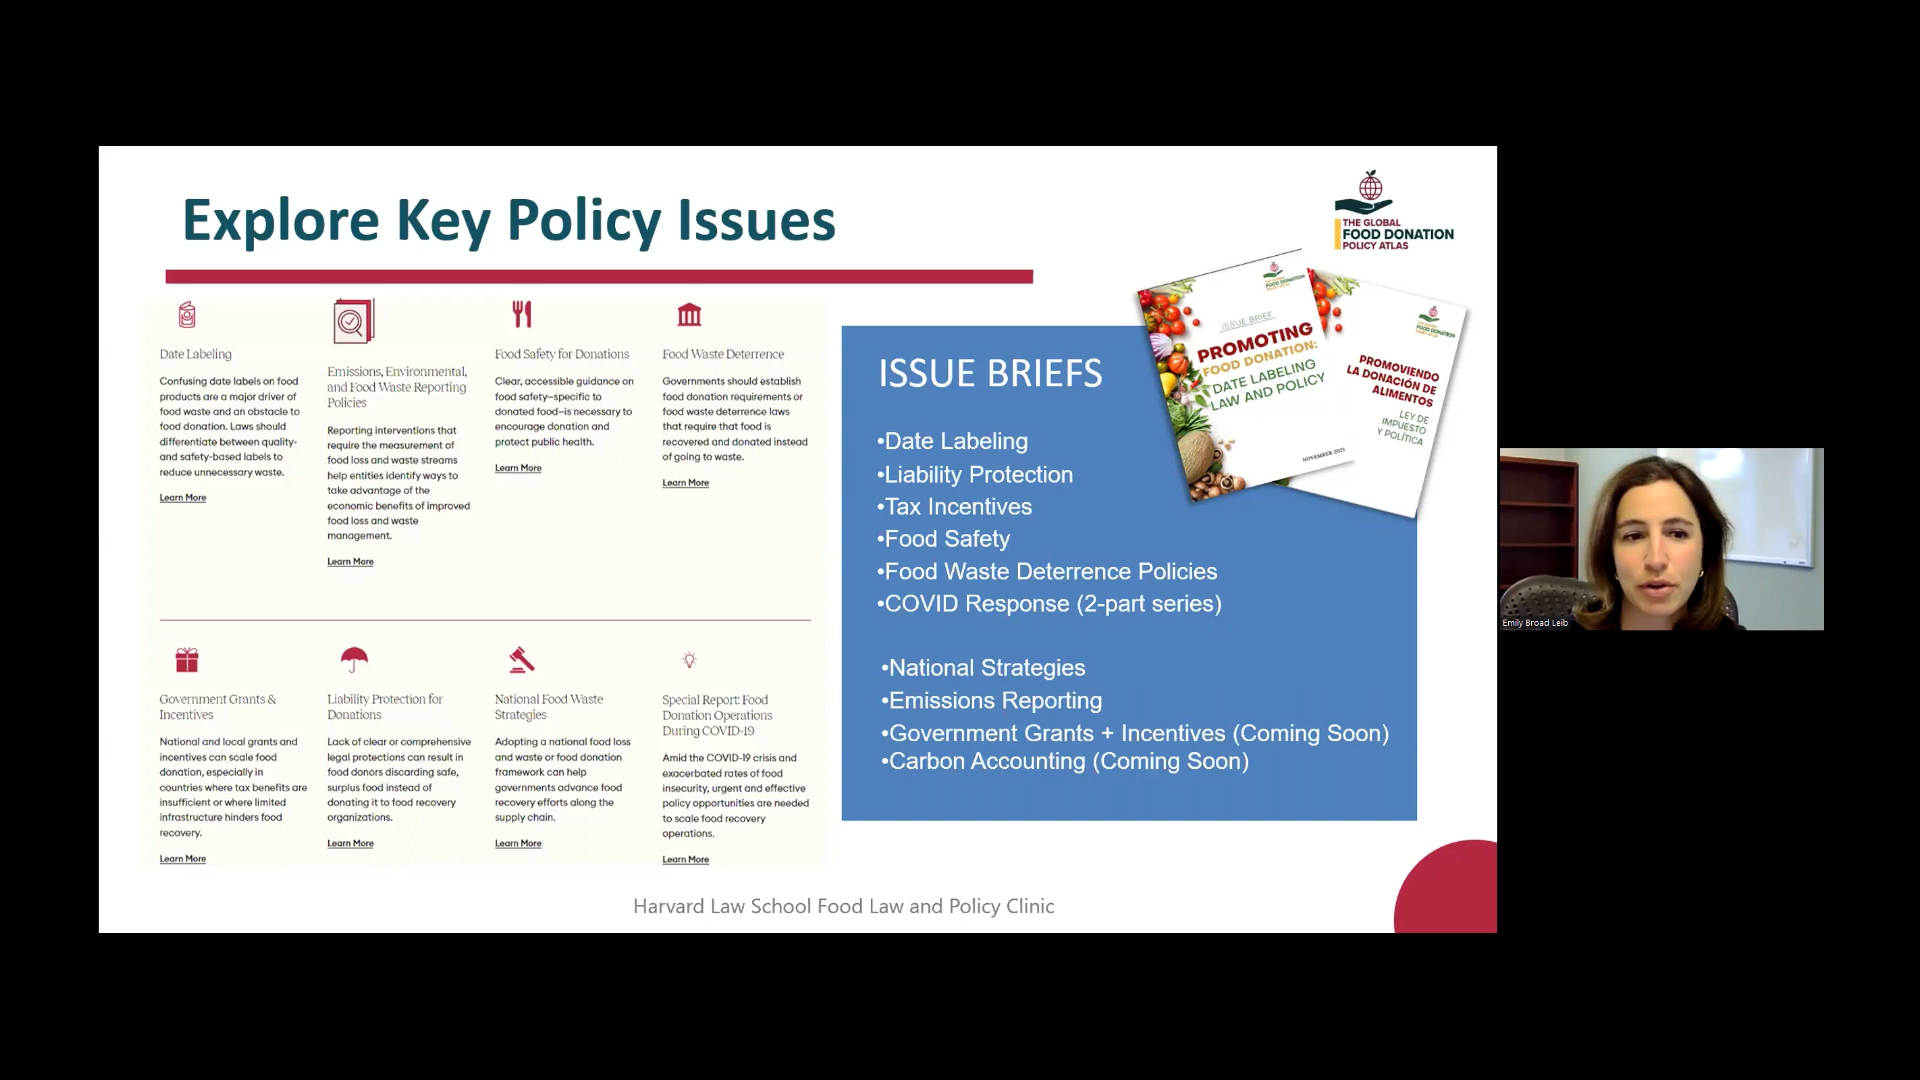 Explore Key Policy Issues
THE GLOBAL
FOOD DONATION
POLICY ATLAS
Date Labeling
Confusing date labels on food
products are a major driver of
food waste and an obstacle to
food donation. Laws should
differentiate between quality-
and safety-based labels to
reduce unnecessary waste.
Learn More
Emissions, Environmental,
and Food Waste Reporting
Policies
Reporting interventions that
require the measurement of
food loss and waste streams
help entities identify ways to
take advantage of the
economic benefits of improved
food loss and waste
management.
Learn More
Food Safety for Donations
Clear, accessible guidance on
food safety–specific to
donated food–is necessary to
encourage donation and
protect public health.
Learn More
Food Waste Deterrence
Governments should establish
food donation requirements or
food waste deterrence laws
that require that food is
recovered and donated instead
of going to waste.
Learn More
Government Grants &
Incentives
National and local grants and
incentives can scale food
donation, especially in
countries where tax benefits are
insufficient or where limited
infrastructure hinders food
recovery.
Learn More
Liability Protection for
Donations
Lack of clear or comprehensive
legal protections can result in
food donors discarding safe,
surplus food instead of
donating it to food recovery
organizations.
Learn More
National Food Waste
Strategies
Adopting a national food loss
and waste or food donation
framework can help
governments advance food
recovery efforts along the
supply chain.
Learn More
Special Report: Food
Donation Operations
During COVID-19
Amid the COVID-19 crisis and
exacerbated rates of food
insecurity, urgent and effective
policy opportunities are needed
to scale food recovery
operations.
Learn More
ISSUE BRIEFS
•Date Labeling
•Liability Protection
•Tax Incentives
•Food Safety
•Food Waste Deterrence Policies
•COVID Response (2-part series)
•National Strategies
•Emissions Reporting
•Government Grants + Incentives (Coming Soon)
•Carbon Accounting (Coming Soon)
THE GLOBAL
FOOD DONATION
POLICY ATLAS
ISSUE BRIEF
PROMOTING
FOOD DONATION:
DATE LABELING
LAW AND POLICY
NOVEMBER 2021
THE GLOBAL
FOOD DONATION
POLICY ATLAS
PROMOVIENDO
LA DONACIÓN DE
ALIMENTOS
LEY DE
IMPUESTO
Y POLÍTICA
Harvard Law School Food Law and Policy Clinic
Emily Broad Leib